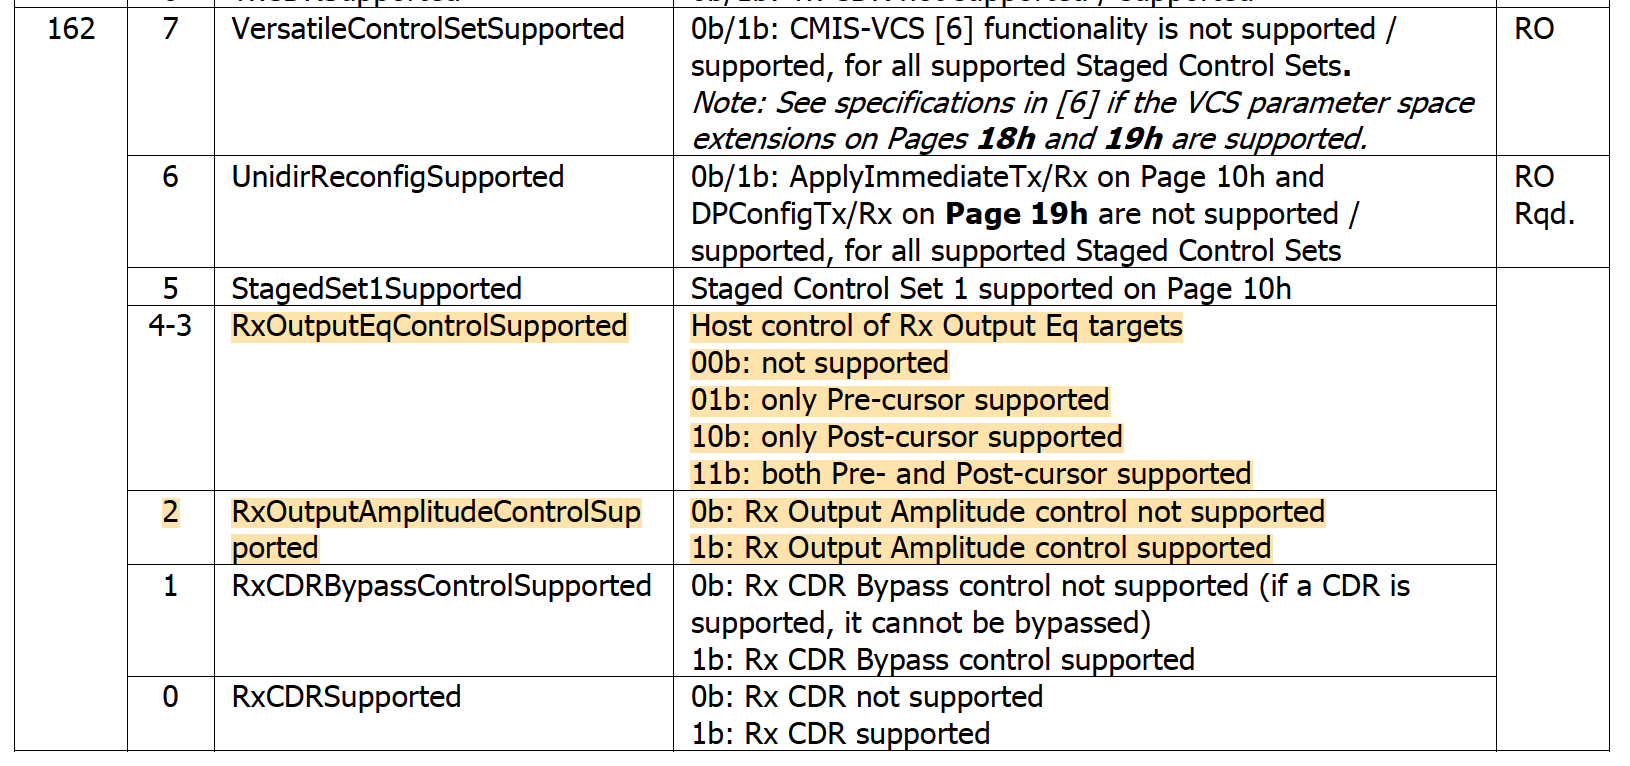 162 7 VersatileControlSetSupported 0b/1b: CMIS-VCS [6] functionality is not supported / RO
supported, for all supported Staged Control Sets.
Note: See specifications in [6] if the VCS parameter space
extensions on Pages 18h and 19h are supported.
6 UnidirReconfigSupported 0b/1b: ApplyImmediateTx/Rx on Page 10h and RO
DPConfigTx/Rx on Page 19h are not supported / Rqd.
supported, for all supported Staged Control Sets
5 StagedSet1Supported Staged Control Set 1 supported on Page 10h
4-3 RxOutputEqControlSupported Host control of Rx Output Eq targets
00b: not supported
01b: only Pre-cursor supported
10b: only Post-cursor supported
11b: both Pre- and Post-cursor supported
2 RxOutputAmplitudeControlSup 0b: Rx Output Amplitude control not supported
ported 1b: Rx Output Amplitude control supported
1 RxCDRBypassControlSupported 0b: Rx CDR Bypass control not supported (if a CDR is
supported, it cannot be bypassed)
1b: Rx CDR Bypass control supported
0 RxCDRSupported 0b: Rx CDR not supported
1b: Rx CDR supported